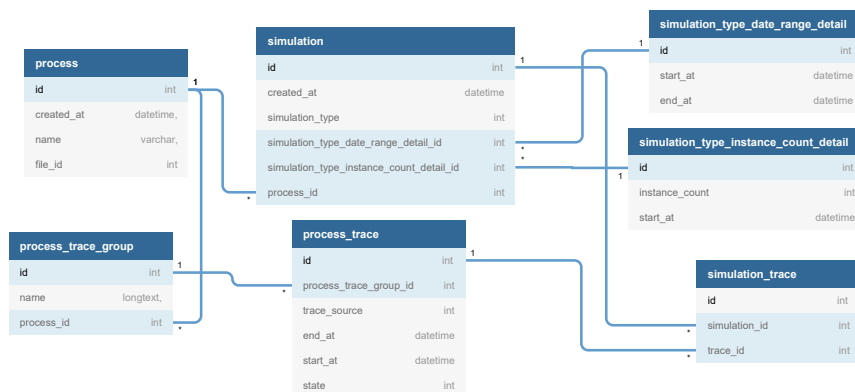 process
id int
created_at datetime,
name varchar,
file_id int
simulation
id int
created_at datetime
simulation_type int
simulation_type_date_range_detail_id int
simulation_type_instance_count_detail_id int
process_id int
simulation_type_date_range_detail
id int
start_at datetime
end_at datetime
simulation_type_instance_count_detail
id int
instance_count int
start_at datetime
process_trace_group
id int
name longtext,
process_id int
process_trace
id int
process_trace_group_id int
trace_source int
end_at datetime
start_at datetime
state int
simulation_trace
id int
simulation_id int
trace_id int
1
*
1
*
1
*
1
*
1
*
1
*
1
*